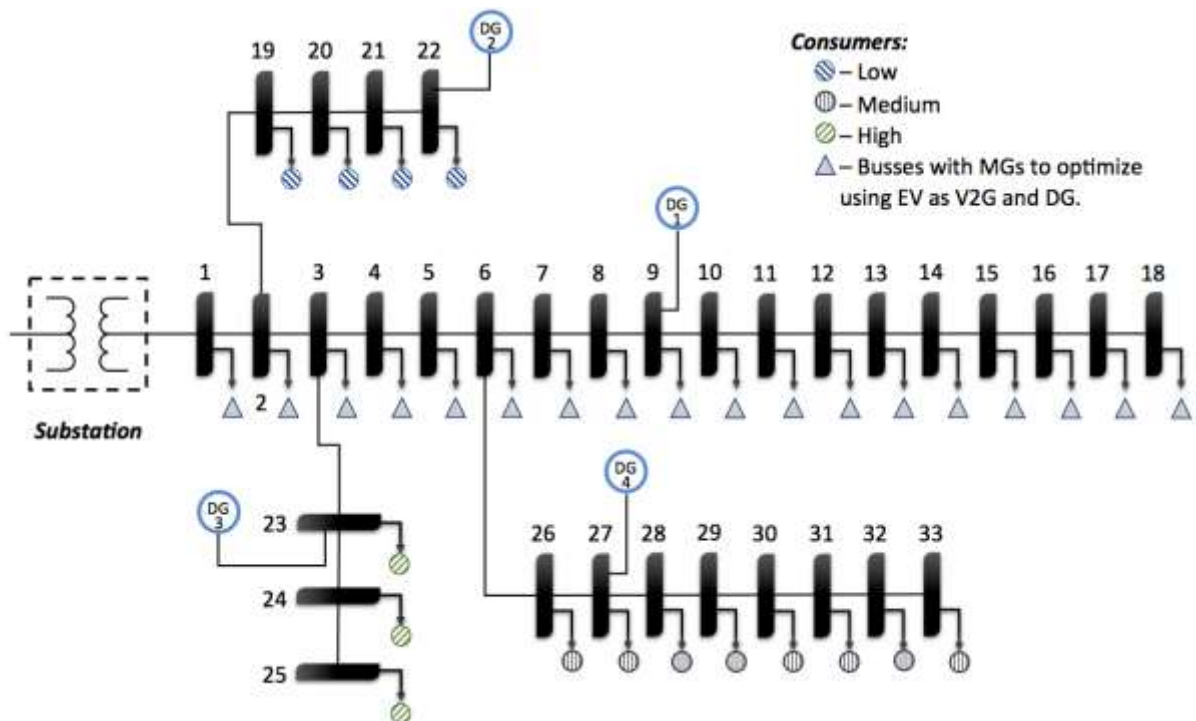 DG
2
19 20 21 22
Consumers:
– Low
– Medium
– High
– Busses with MGs to optimize
using EV as V2G and DG.
DG
1
1 3 4 5 6 7 8 9 10 11 12 13 14 15 16 17 18
2
Substation
DG
4
DG
3
23
26 27 28 29 30 31 32 33
24
25